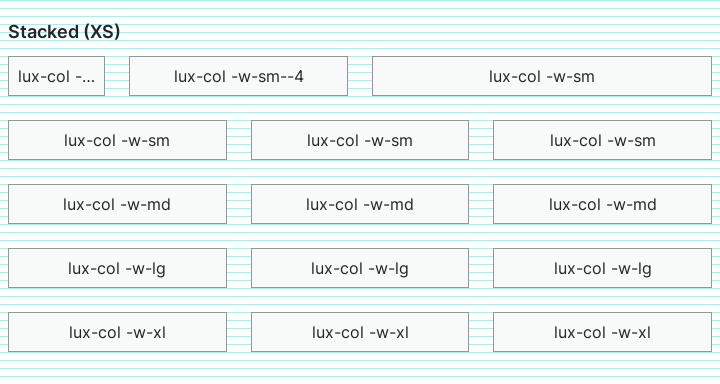 Stacked (XS)
lux-col -... lux-col -w-sm--4 lux-col -w-sm
lux-col -w-sm lux-col -w-sm lux-col -w-sm
lux-col -w-md lux-col -w-md lux-col -w-md
lux-col -w-lg lux-col -w-lg lux-col -w-lg
lux-col -w-xl lux-col -w-xl lux-col -w-xl